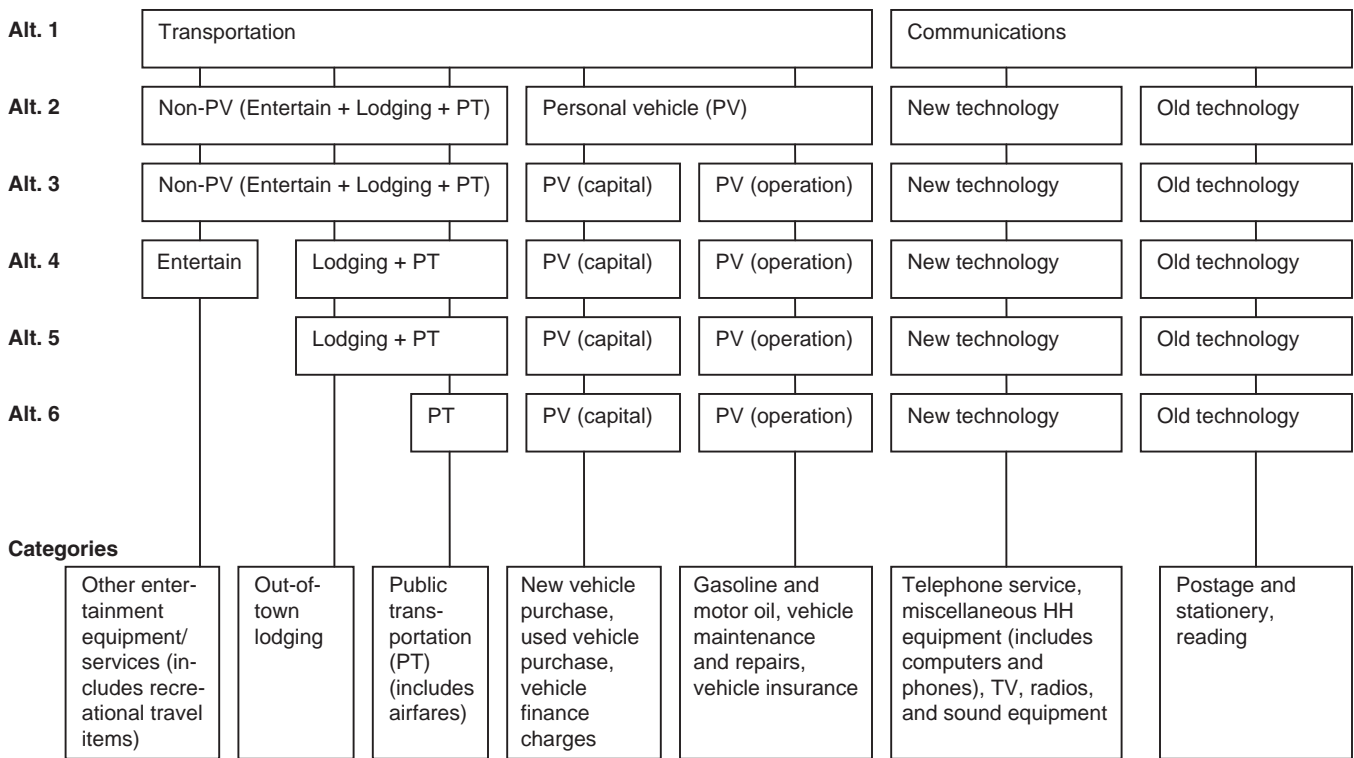 Alt. 1
Transportation
Communications
Alt. 2
Non-PV (Entertain + Lodging + PT)
Personal vehicle (PV)
New technology
Old technology
Alt. 3
Non-PV (Entertain + Lodging + PT)
PV (capital)
PV (operation)
New technology
Old technology
Alt. 4
Entertain
Lodging + PT
PV (capital)
PV (operation)
New technology
Old technology
Alt. 5
Lodging + PT
PV (capital)
PV (operation)
New technology
Old technology
Alt. 6
PT
PV (capital)
PV (operation)
New technology
Old technology
Categories
Other enter-
tainment
equipment/
services (in-
cludes recre-
ational travel
items)
Out-of-
town
lodging
Public
trans-
portation
(PT)
(includes
airfares)
New vehicle
purchase,
used vehicle
purchase,
vehicle
finance
charges
Gasoline and
motor oil, vehicle
maintenance
and repairs,
vehicle insurance
Telephone service,
miscellaneous HH
equipment (includes
computers and
phones), TV, radios,
and sound equipment
Postage and
stationery,
reading